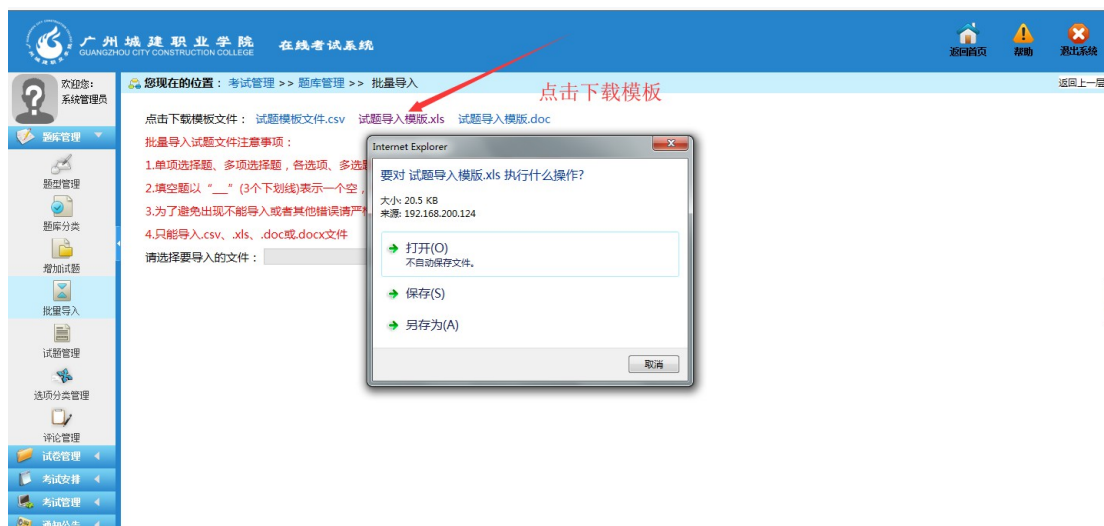 广州城建职业学院 在线考试系统
GUANGZHOU CITY CONSTRUCTION COLLEGE
返回首页 帮助 退出系统
欢迎您：
系统管理员
您现在的位置：考试管理 >> 题库管理 >> 批量导入
返回上一层
点击下载模板
点击下载模板文件： 试题模板文件.csv 试题导入模版.xls 试题导入模版.doc
批量导入试题文件注意事项：
1.单项选择题、多项选择题，各选项、多选
2.填空题以“___”(3个下划线)表示一个空，
3.为了避免出现不能导入或者其他错误请严
4.只能导入.csv、.xls、.doc或.docx文件
请选择要导入的文件：
Internet Explorer
要对 试题导入模版.xls 执行什么操作?
大小: 20.5 KB
来源: 192.168.200.124
打开(O)
不自动保存文件。
保存(S)
另存为(A)
取消
题库管理
题型管理
题库分类
增加试题
批量导入
试题管理
选项分类管理
评论管理
试卷管理
考试安排
考试管理
通知公告